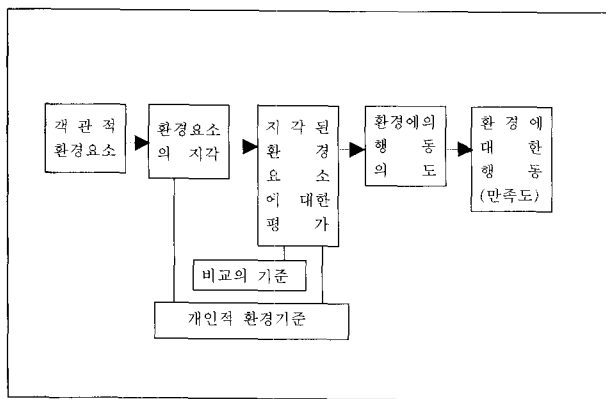 객 관 적
환경요소
환경요소
의 지각
지 각 된
환 경
요 소
에 대한
평 가
환경에의
행 동
의 도
환 경 에
대 한
행 동
(만족도)
비교의 기준
개인적 환경기준